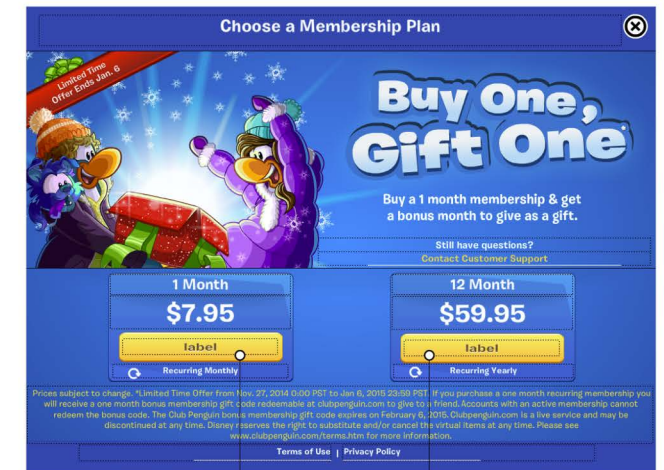 Choose a Membership Plan
Limited Time
Offer Ends Jan. 6
Buy One,
Gift One*
Buy a 1 month membership & get
a bonus month to give as a gift.
Still have questions?
Contact Customer Support
1 Month
12 Month
$7.95
$59.95
label
label
Recurring Monthly
Recurring Yearly
Prices subject to change. *Limited Time Offer from Nov. 27, 2014 0:00 PST to Jan 6, 2015 23:59 PST. If you purchase a one month recurring membership you
will receive a one month bonus membership gift code redeemable at clubpenguin.com to give to a friend. Accounts with an active membership cannot
redeem the bonus code. The Club Penguin bonus membership gift code expires on February 6, 2015. Clubpenguin.com is a live service and may be
discontinued at any time. Disney reserves the right to substitute and/or cancel the virtual items at any time. Please see
www.clubpenguin.com/terms.htm for more information.
Terms of Use | Privacy Policy